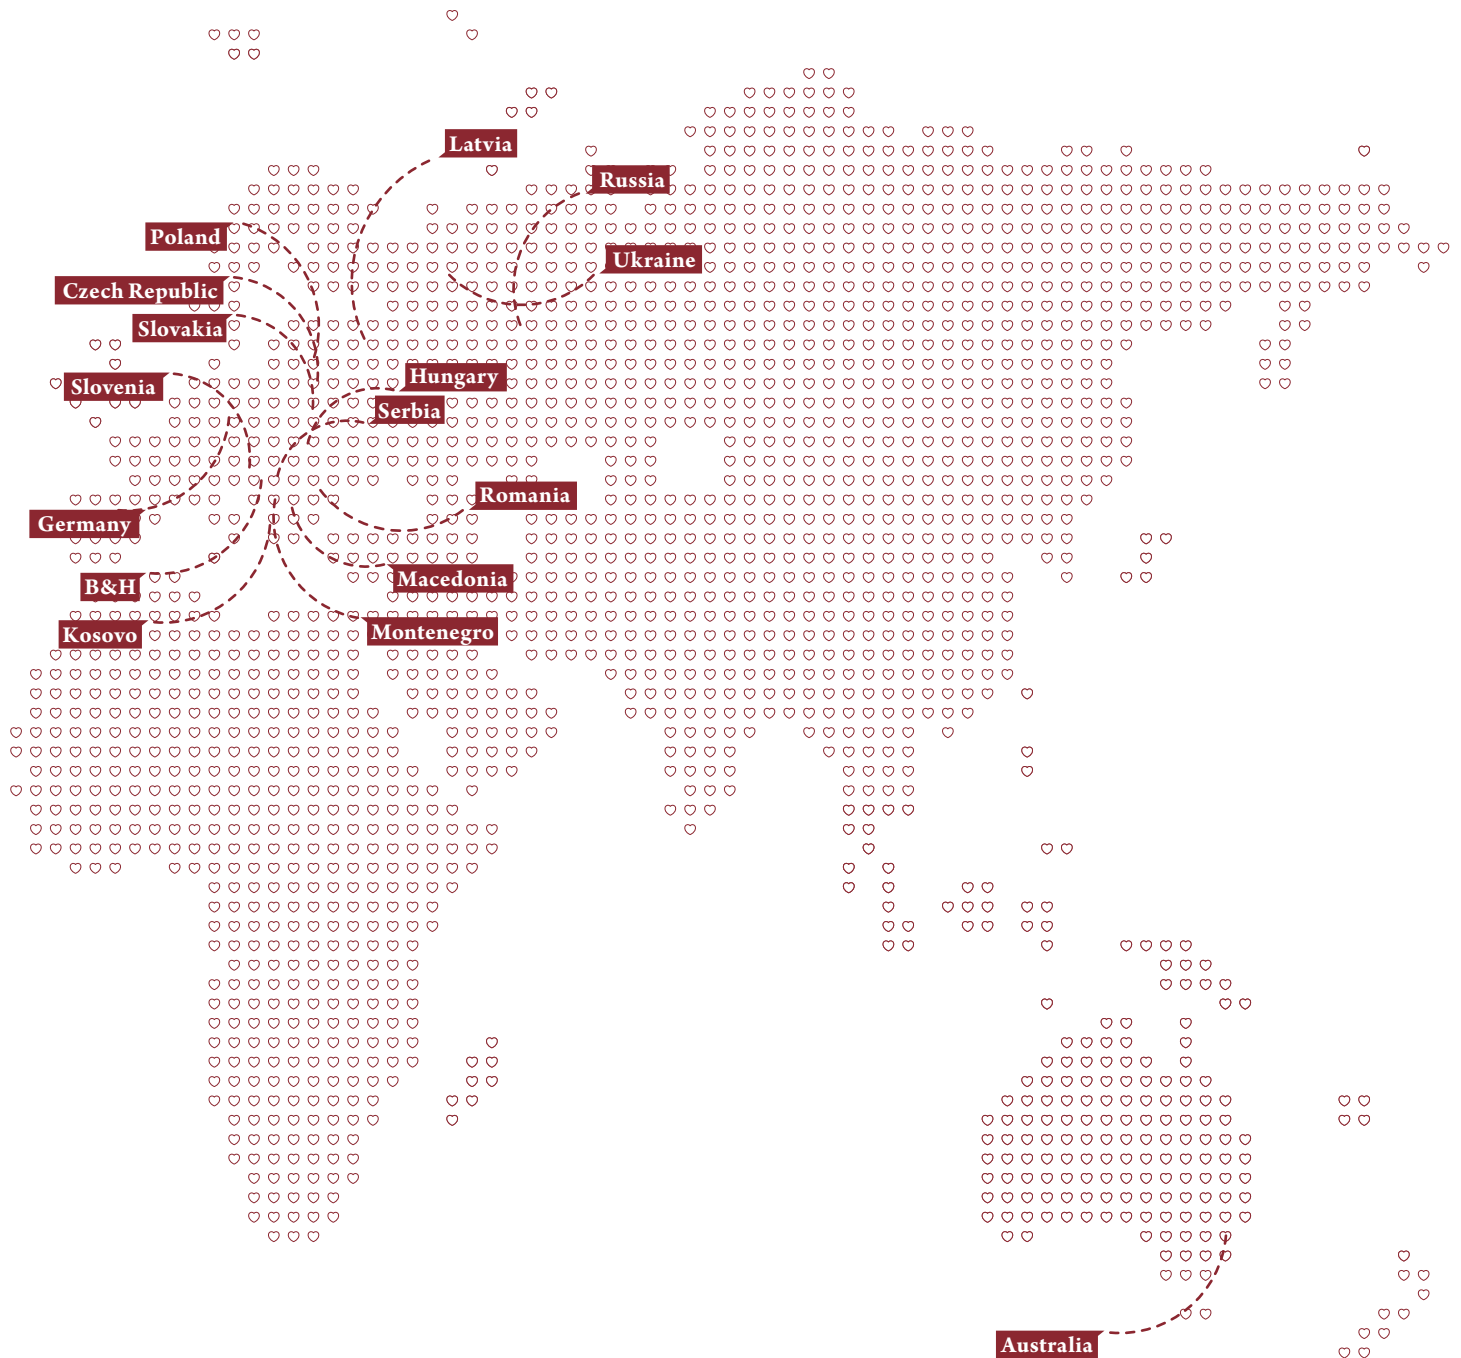 Latvia
Russia
Poland
Ukraine
Czech Republic
Slovakia
Hungary
Slovenia
Serbia
Romania
Germany
Macedonia
B&H
Montenegro
Kosovo
Australia